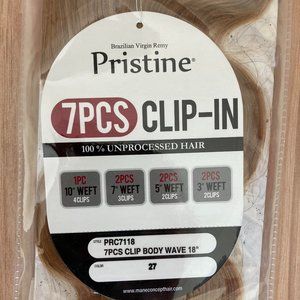 Brazilian Virgin Remy
Pristine®
7PCS CLIP-IN
100% UNPROCESSED HAIR
1PC 2PCS 2PCS 2PCS
10" WEFT 7" WEFT 5" WEFT 3" WEFT
4CLIPS 3CLIPS 2CLIPS 2CLIPS
STYLE PRC7118
7PCS CLIP BODY WAVE 18"
COLOR 27
www.maneconcepthair.com